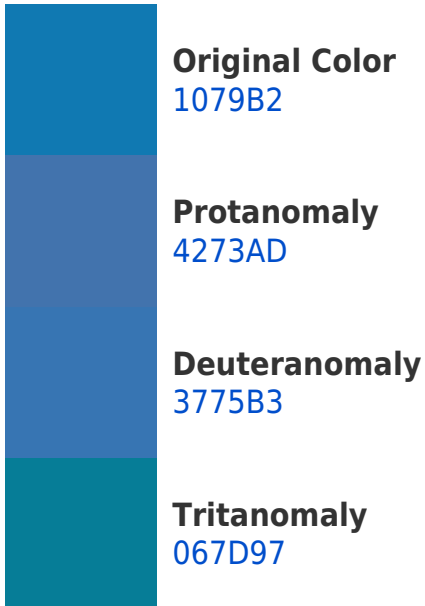 Original Color
1079B2
Protanomaly
4273AD
Deuteranomaly
3775B3
Tritanomaly
067D97